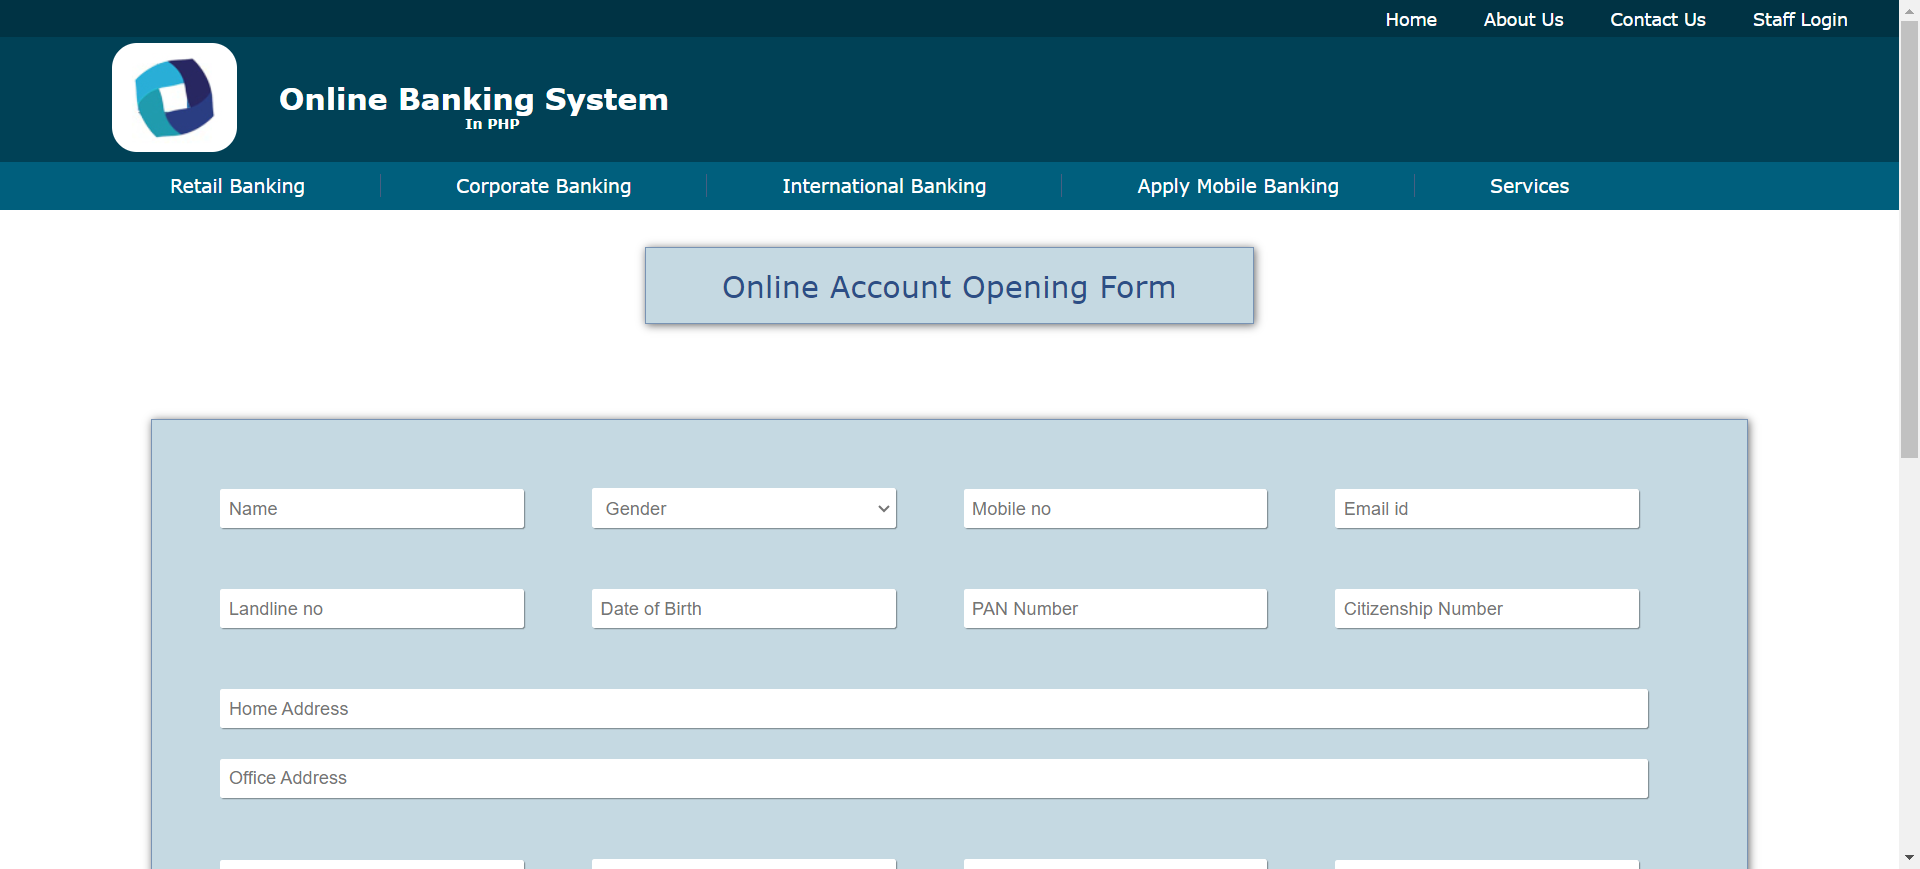 Home About Us Contact Us Staff Login
Online Banking System
In PHP
Retail Banking Corporate Banking International Banking Apply Mobile Banking Services
Online Account Opening Form
Name Gender Mobile no Email id
Landline no Date of Birth PAN Number Citizenship Number
Home Address
Office Address